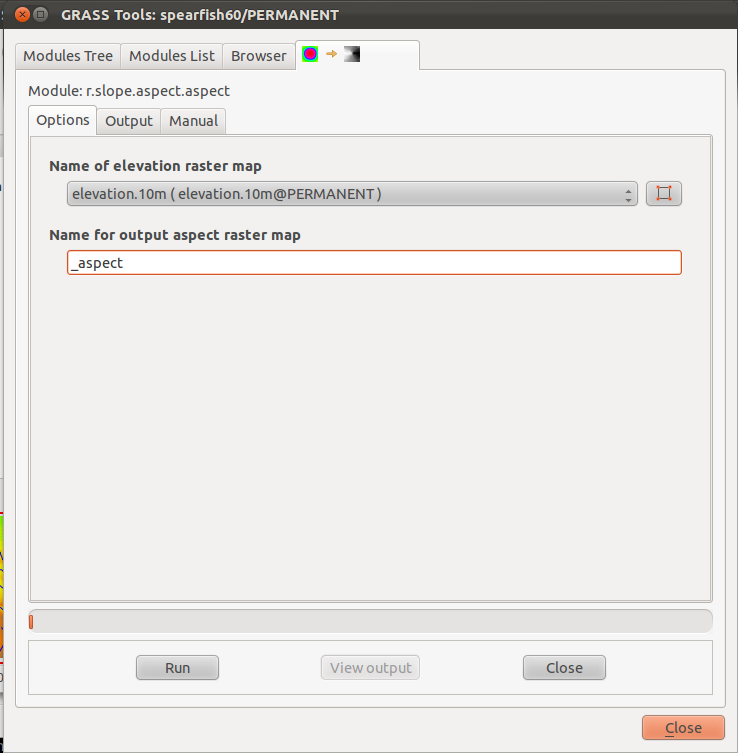 GRASS Tools: spearfish60/PERMANENT
Modules Tree Modules List Browser
Module: r.slope.aspect.aspect
Options Output Manual
Name of elevation raster map
elevation.10m ( elevation.10m@PERMANENT )
Name for output aspect raster map
_aspect
Run View output Close
Close